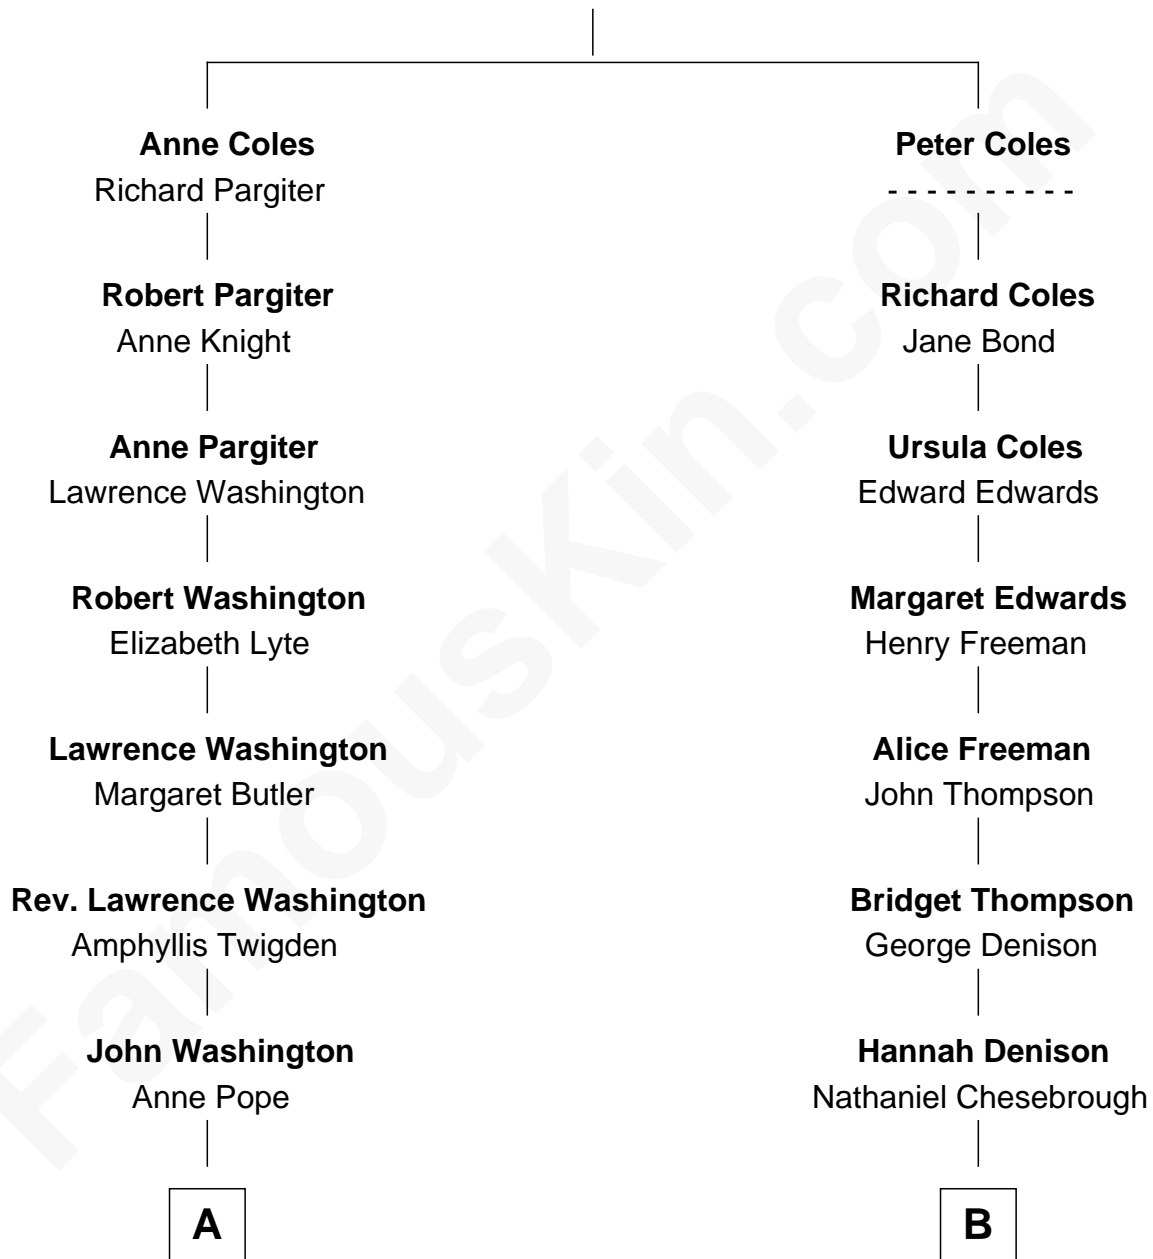 Anne Coles
Richard Pargiter
Robert Pargiter
Anne Knight
Anne Pargiter
Lawrence Washington
Robert Washington
Elizabeth Lyte
Lawrence Washington
Margaret Butler
Rev. Lawrence Washington
Amphyllis Twigden
John Washington
Anne Pope
A
Peter Coles
- - - - - - - - - -
Richard Coles
Jane Bond
Ursula Coles
Edward Edwards
Margaret Edwards
Henry Freeman
Alice Freeman
John Thompson
Bridget Thompson
George Denison
Hannah Denison
Nathaniel Chesebrough
B
FamousKin.com